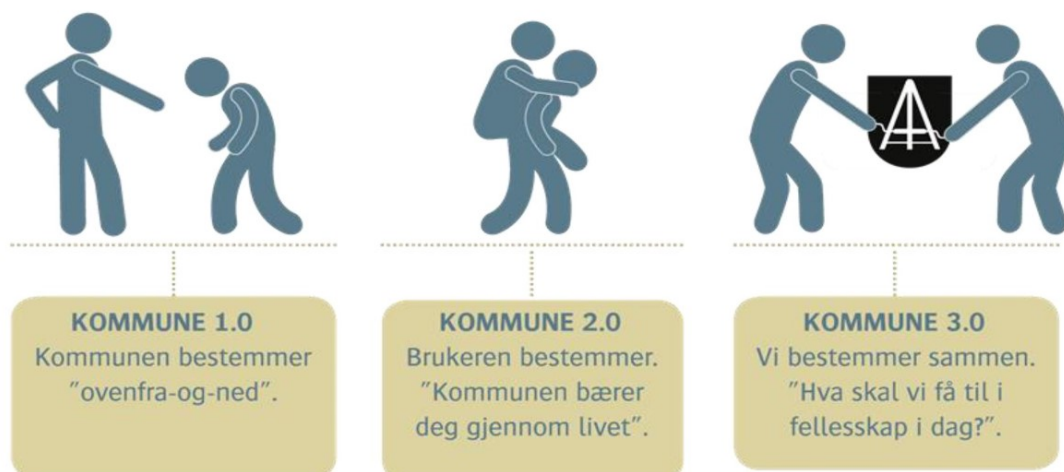 KOMMUNE 1.0
Kommunen bestemmer
"ovenfra-og-ned".
KOMMUNE 2.0
Brukeren bestemmer.
"Kommunen bærer
deg gjennom livet".
KOMMUNE 3.0
Vi bestemmer sammen.
"Hva skal vi få til i
fellesskap i dag?".